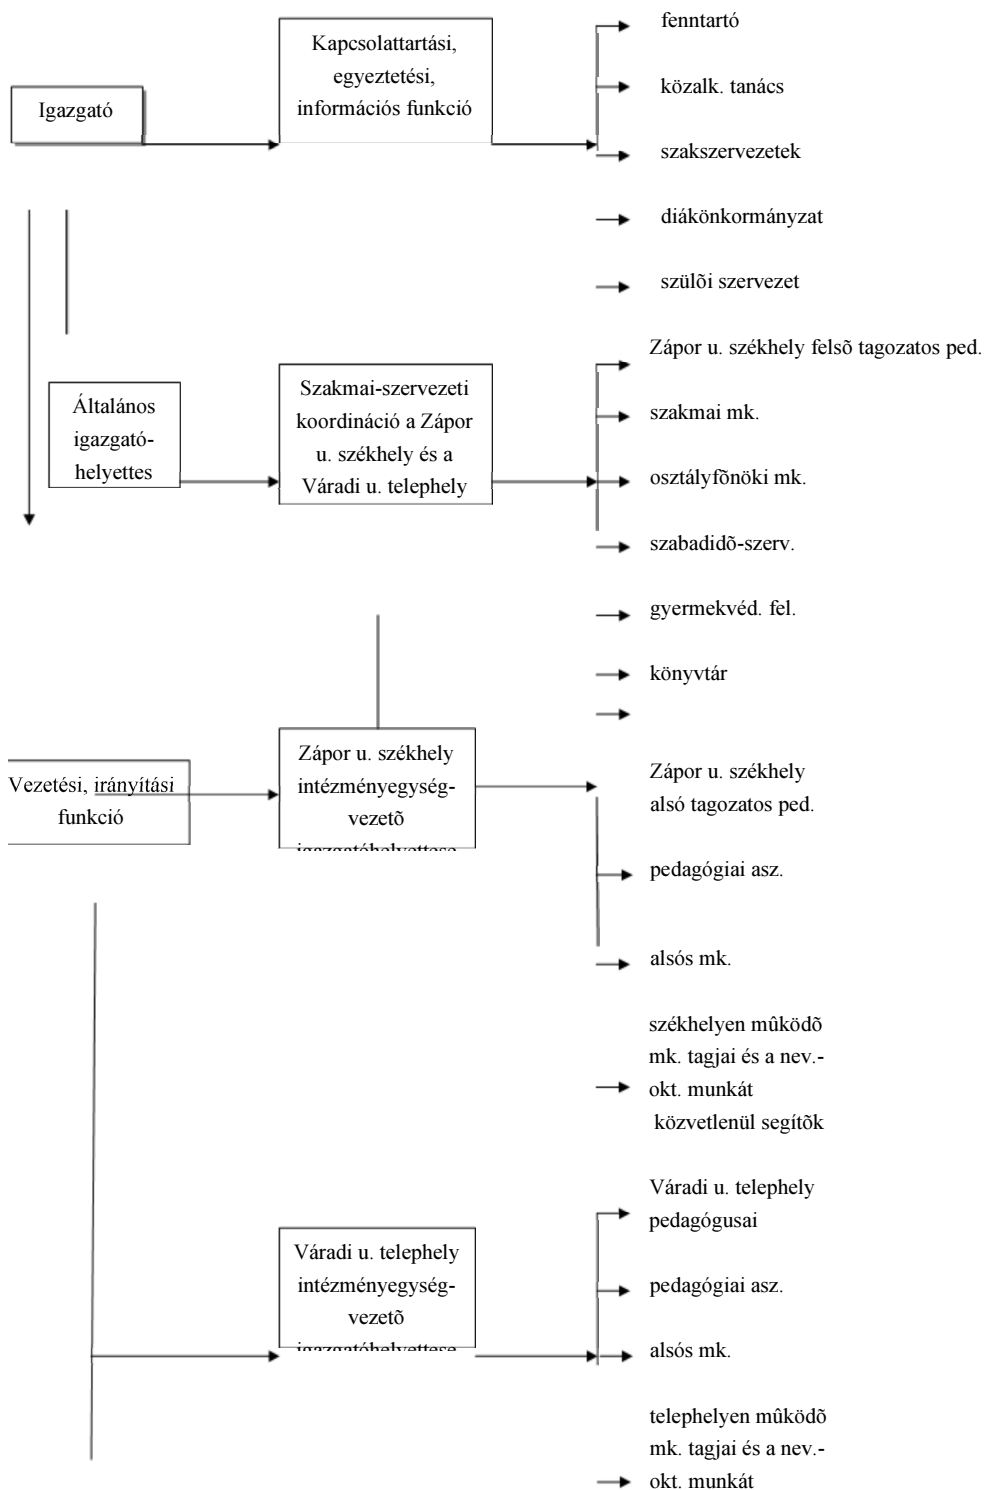 Igazgató
Kapcsolattartási,
egyeztetési,
információs funkció
fenntartó
közalk. tanács
szakszervezetek
diákönkormányzat
szülõi szervezet
Általános
igazgató-
helyettes
Szakmai-szervezeti
koordináció a Zápor
u. székhely és a
Váradi u. telephely
Zápor u. székhely felsõ tagozatos ped.
szakmai mk.
osztályfõnöki mk.
szabadidõ-szerv.
gyermekvéd. fel.
könyvtár
Vezetési, irányítási
funkció
Zápor u. székhely
intézményegység-
vezetõ
igazgatóhelyettese
Zápor u. székhely
alsó tagozatos ped.
pedagógiai asz.
alsós mk.
székhelyen mûködõ
mk. tagjai és a nev.-
okt. munkát
közvetlenül segítõk
Váradi u. telephely
intézményegység-
vezetõ
igazgatóhelyettese
Váradi u. telephely
pedagógusai
pedagógiai asz.
alsós mk.
telephelyen mûködõ
mk. tagjai és a nev.-
okt. munkát